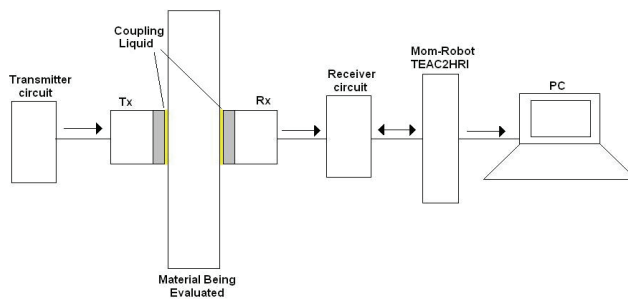 Coupling
Liquid
Transmitter
circuit
Tx
Rx
Receiver
circuit
Mom-Robot
TEAC2HRI
PC
Material Being
Evaluated